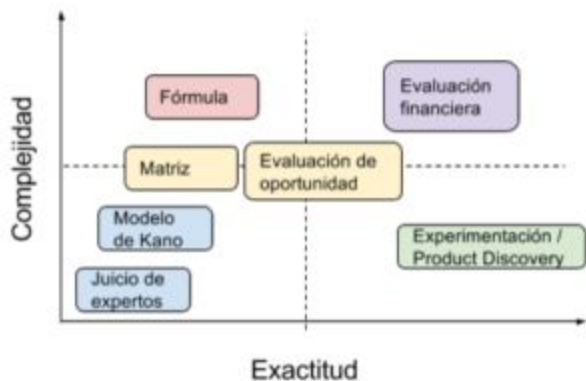 Complejidad
Fórmula
Evaluación
financiera
Matriz
Evaluación de
oportunidad
Modelo
de Kano
Experimentación /
Product Discovery
Juicio de
expertos
Exactitud